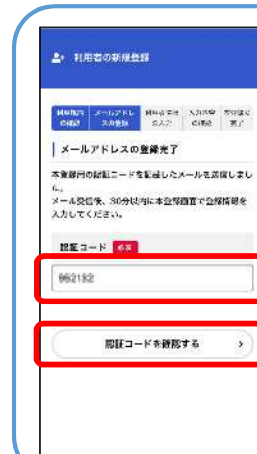 利用者の新規登録
利用規約 メールアドレ 利用者情報 入力内容 本登録の
の確認 スの登録 の入力 の確認 完了
メールアドレスの登録完了
本登録用の認証コードを記載したメールを送信しまし
た。
メール受信後、30分以内に本登録画面で登録情報を
入力してください。
認証コード 必須
認証コードを確認する